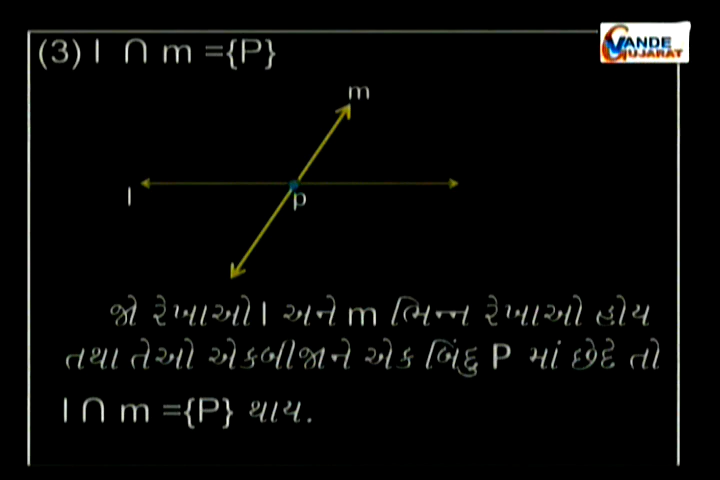 (3) l ∩ m ={P}
VANDE
GUJARAT
m
l
p
જો રેખાઓ l અને m ભિન્ન રેખાઓ હોય
તથા તેઓ એકબીજાને એક બિંદુ P માં છેદે તો
l ∩ m ={P} થાય.